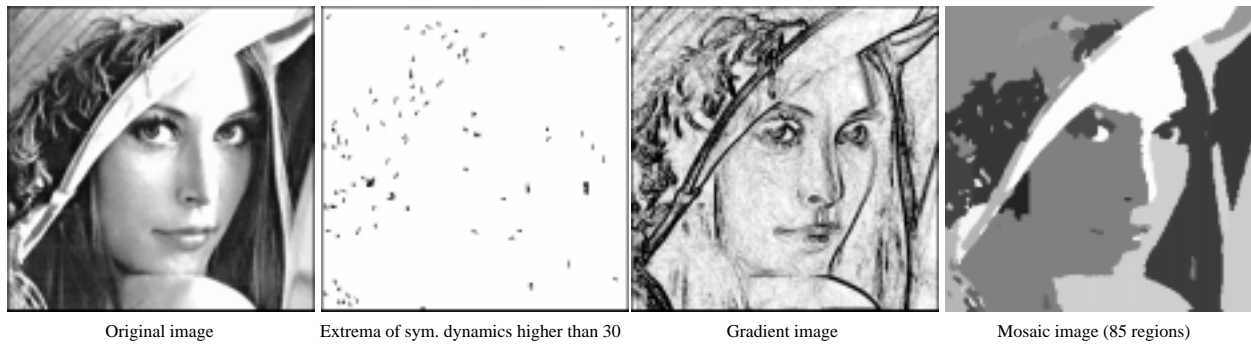 Original image
Extrema of sym. dynamics higher than 30
Gradient image
Mosaic image (85 regions)